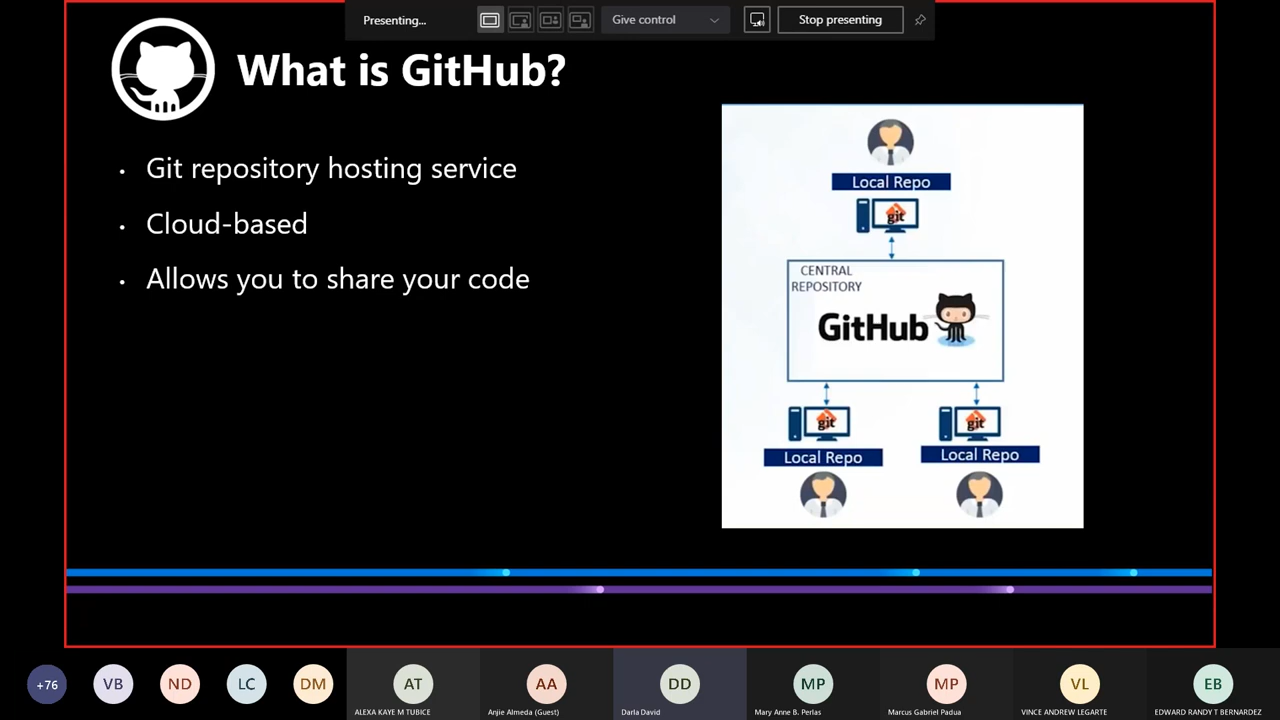 Presenting...
Give control
Stop presenting
What is GitHub?
· Git repository hosting service
· Cloud-based
· Allows you to share your code
Local Repo
git
CENTRAL
REPOSITORY
GitHub
git
git
Local Repo
Local Repo
+76
VB
ND
LC
DM
AT
ALEXA KAYE M TUBICE
AA
Anjie Almeda (Guest)
DD
Darla David
MP
Mary Anne B. Perlas
MP
Marcus Gabriel Padua
VL
VINCE ANDREW LEGARTE
EB
EDWARD RANDY T BERNARDEZ